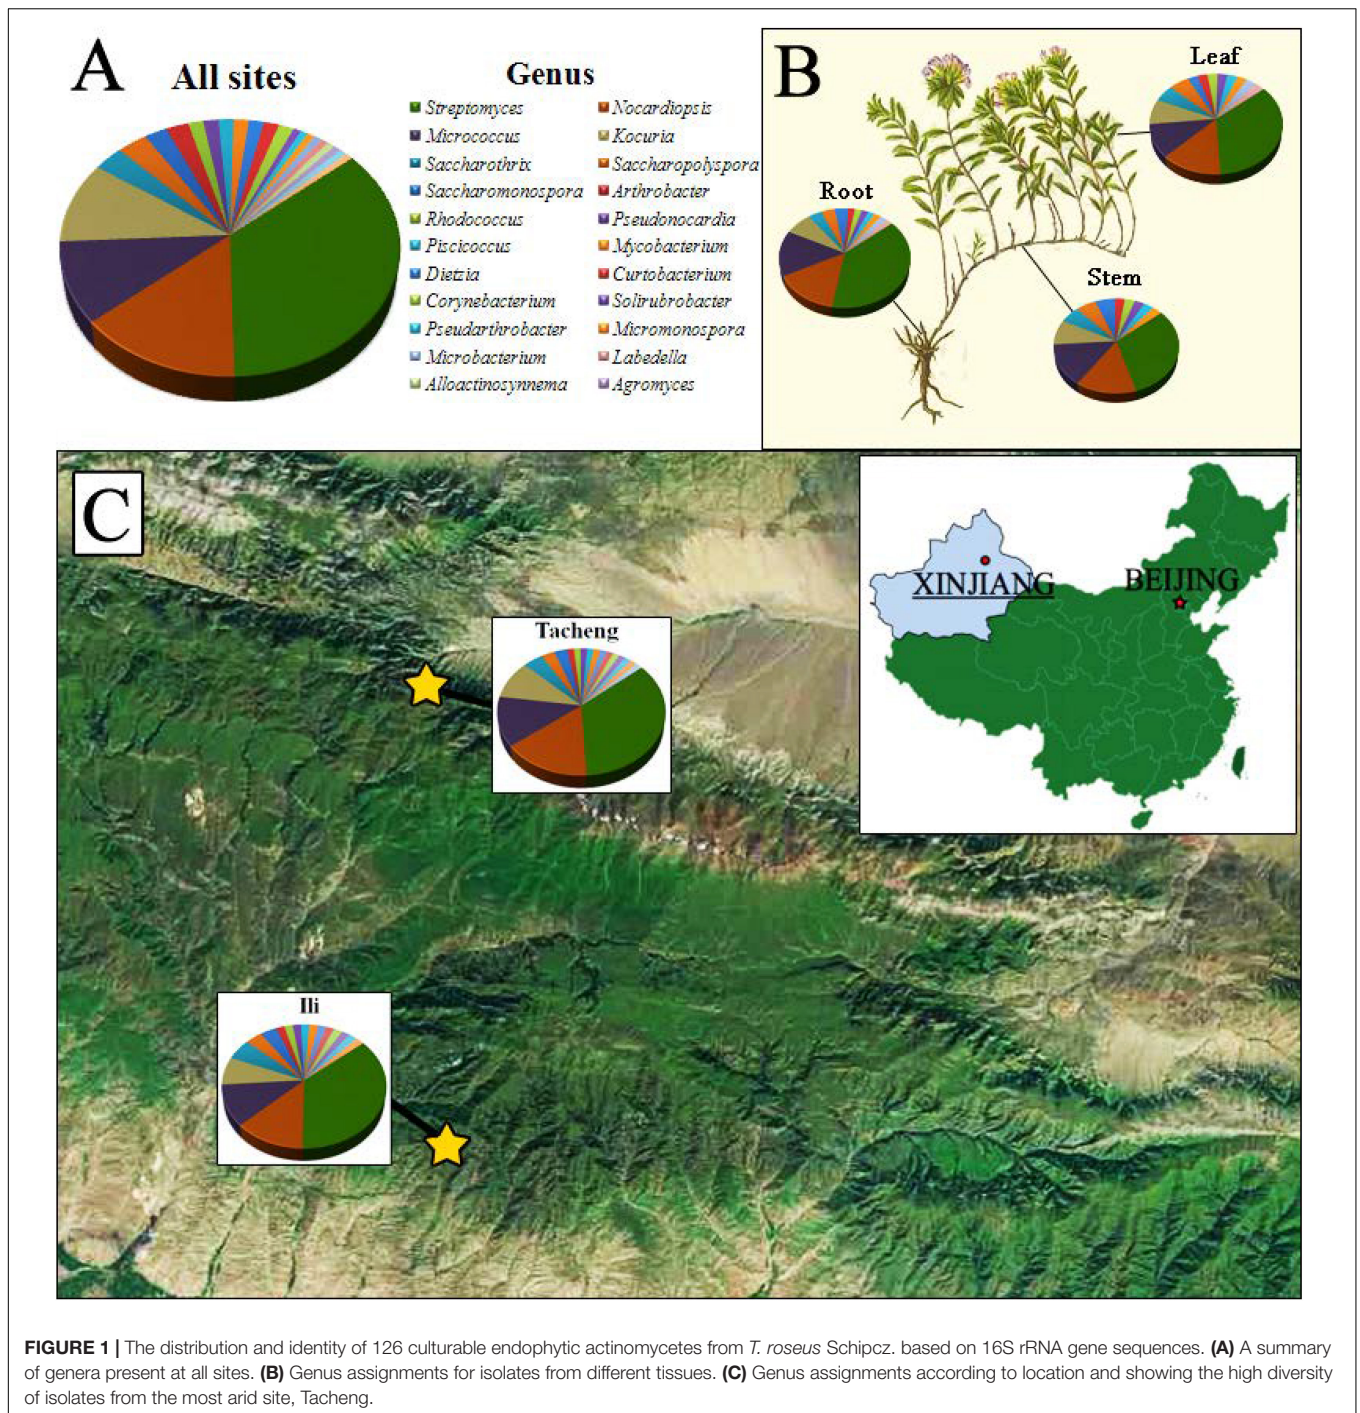 A
All sites
Genus
Streptomyces
Nocardiopsis
Micrococcus
Kocuria
Saccharothrix
Saccharopolyspora
Saccharomonospora
Arthrobacter
Rhodococcus
Pseudonocardia
Piscicoccus
Mycobacterium
Dietzia
Curtobacterium
Corynebacterium
Solirubrobacter
Pseudarthrobacter
Micromonospora
Microbacterium
Labedella
Alloactinosynnema
Agromyces
B
Leaf
Root
Stem
C
XINJIANG
BEIJING
Tacheng
Ili
FIGURE 1 | The distribution and identity of 126 culturable endophytic actinomycetes from T. roseus Schipcz. based on 16S rRNA gene sequences. (A) A summary
of genera present at all sites. (B) Genus assignments for isolates from different tissues. (C) Genus assignments according to location and showing the high diversity
of isolates from the most arid site, Tacheng.